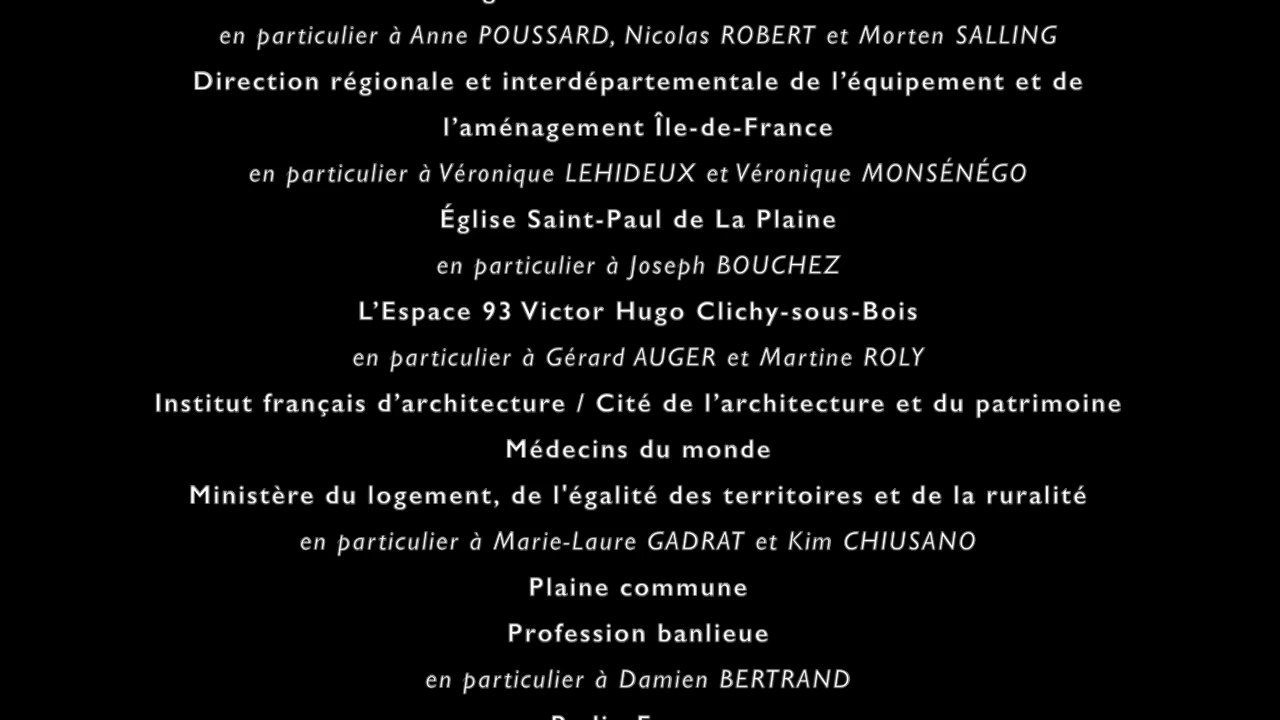 en particulier à Anne POUSSARD, Nicolas ROBERT et Morten SALLING
Direction régionale et interdépartementale de l’équipement et de
l’aménagement Île-de-France
en particulier à Véronique LEHIDEUX et Véronique MONSÉNÉGO
Église Saint-Paul de La Plaine
en particulier à Joseph BOUCHEZ
L’Espace 93 Victor Hugo Clichy-sous-Bois
en particulier à Gérard AUGER et Martine ROLY
Institut français d’architecture / Cité de l’architecture et du patrimoine
Médecins du monde
Ministère du logement, de l'égalité des territoires et de la ruralité
en particulier à Marie-Laure GADRAT et Kim CHIUSANO
Plaine commune
Profession banlieue
en particulier à Damien BERTRAND